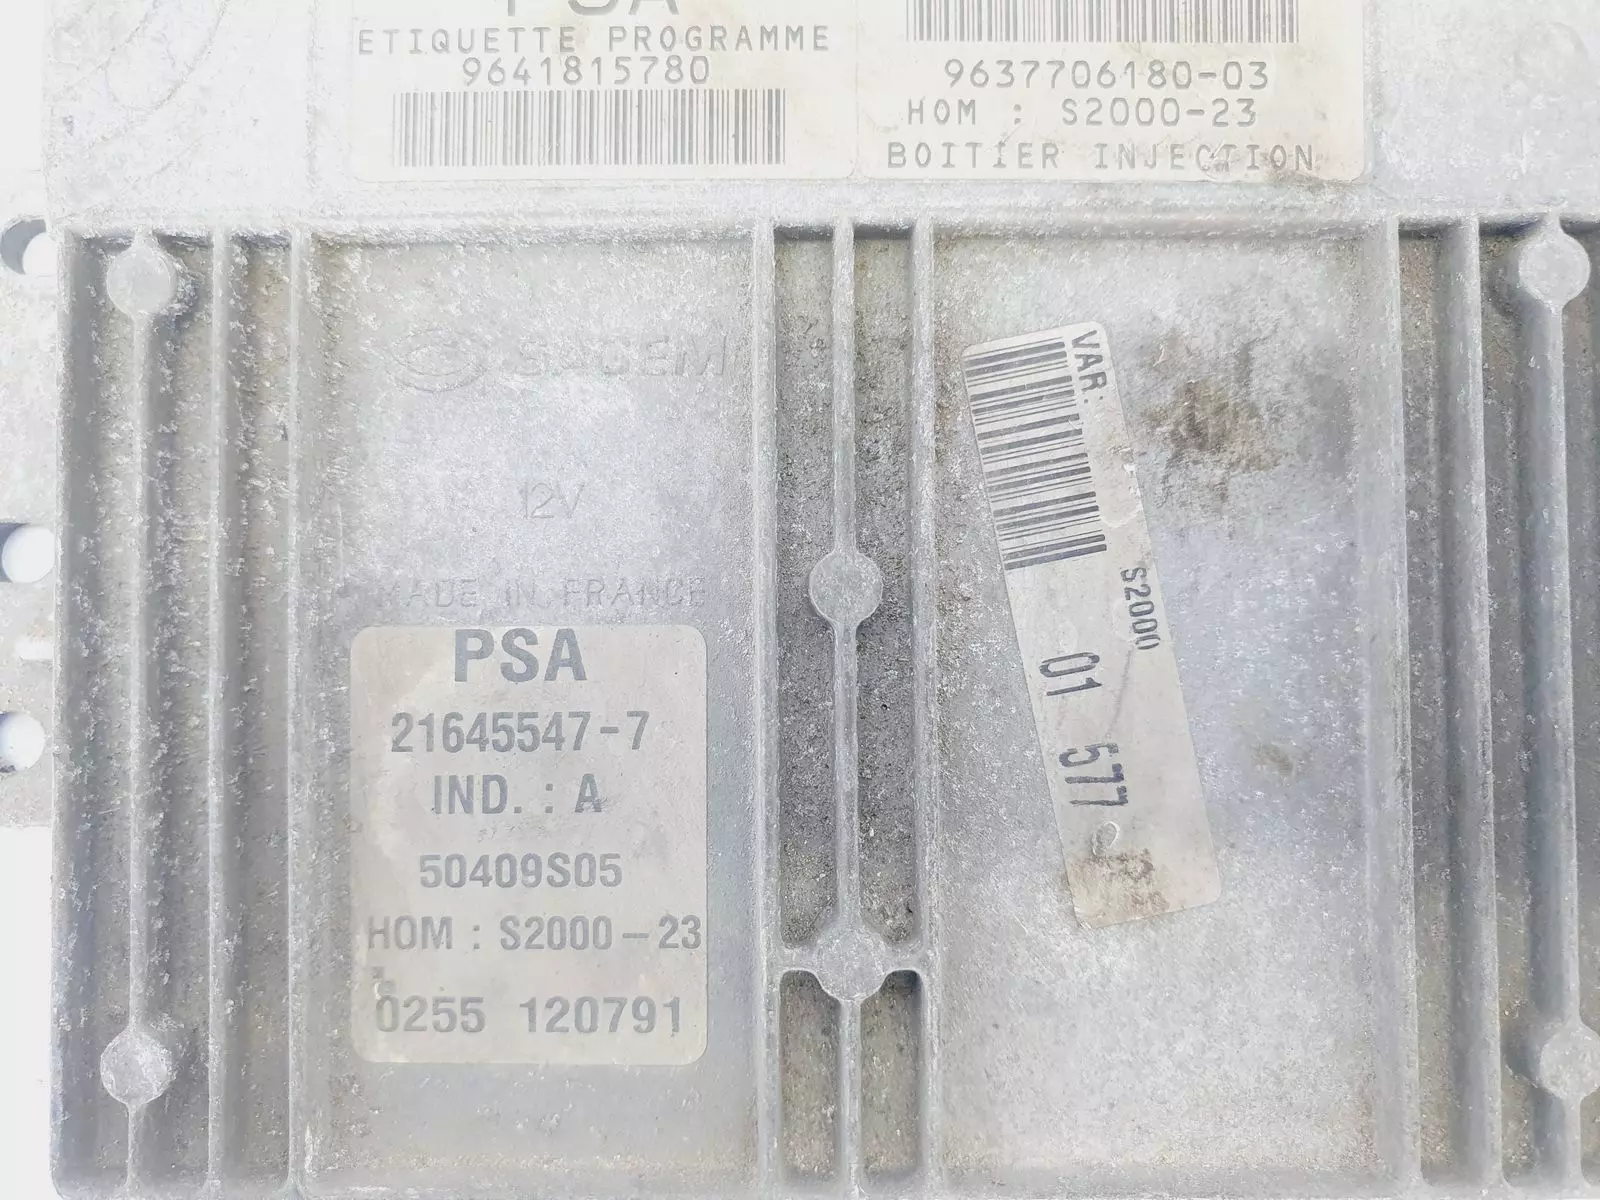 PSA
ETIQUETTE PROGRAMME
9641815780
9637706180-03
HOM : S2000-23
BOITIER INJECTION
SAGEM
12V
MADE IN FRANCE
PSA
21645547-7
IND. : A
50409S05
HOM : S2000-23
0255 120791
VAR:
S2000
01 577